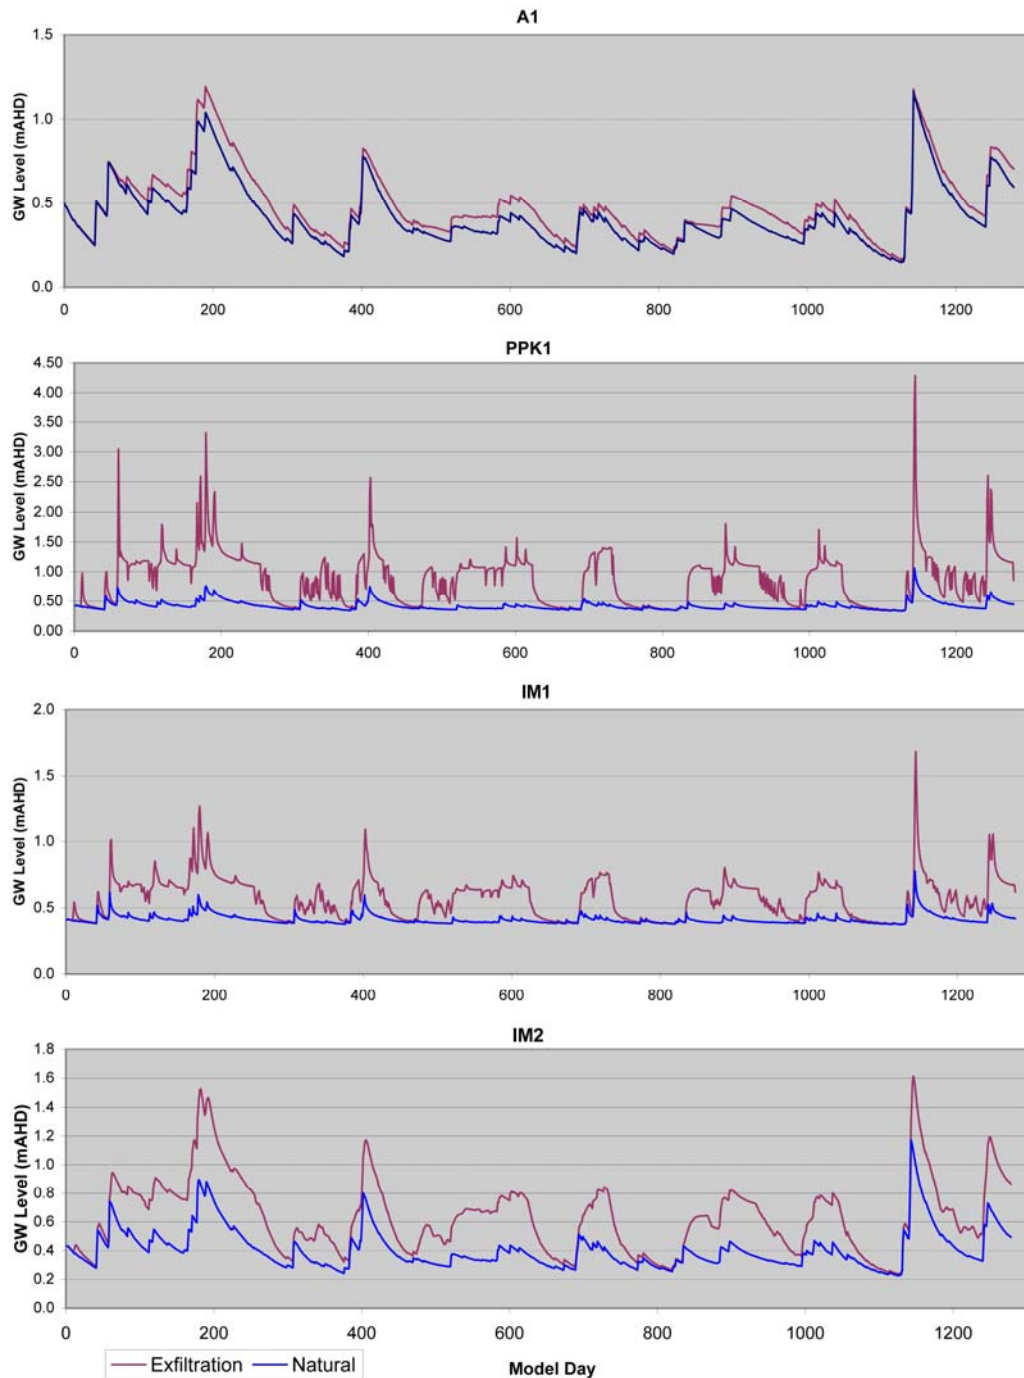 A1
1.5
1.0
0.5
0.0
GW Level (mAHD)
0 200 400 600 800 1000 1200
PPK1
4.50
4.00
3.50
3.00
2.50
2.00
1.50
1.00
0.50
0.00
GW Level (mAHD)
0 200 400 600 800 1000 1200
IM1
2.0
1.5
1.0
0.5
0.0
GW Level (mAHD)
0 200 400 600 800 1000 1200
IM2
1.8
1.6
1.4
1.2
1.0
0.8
0.6
0.4
0.2
0.0
GW Level (mAHD)
0 200 400 600 800 1000 1200
Exfiltration Natural
Model Day